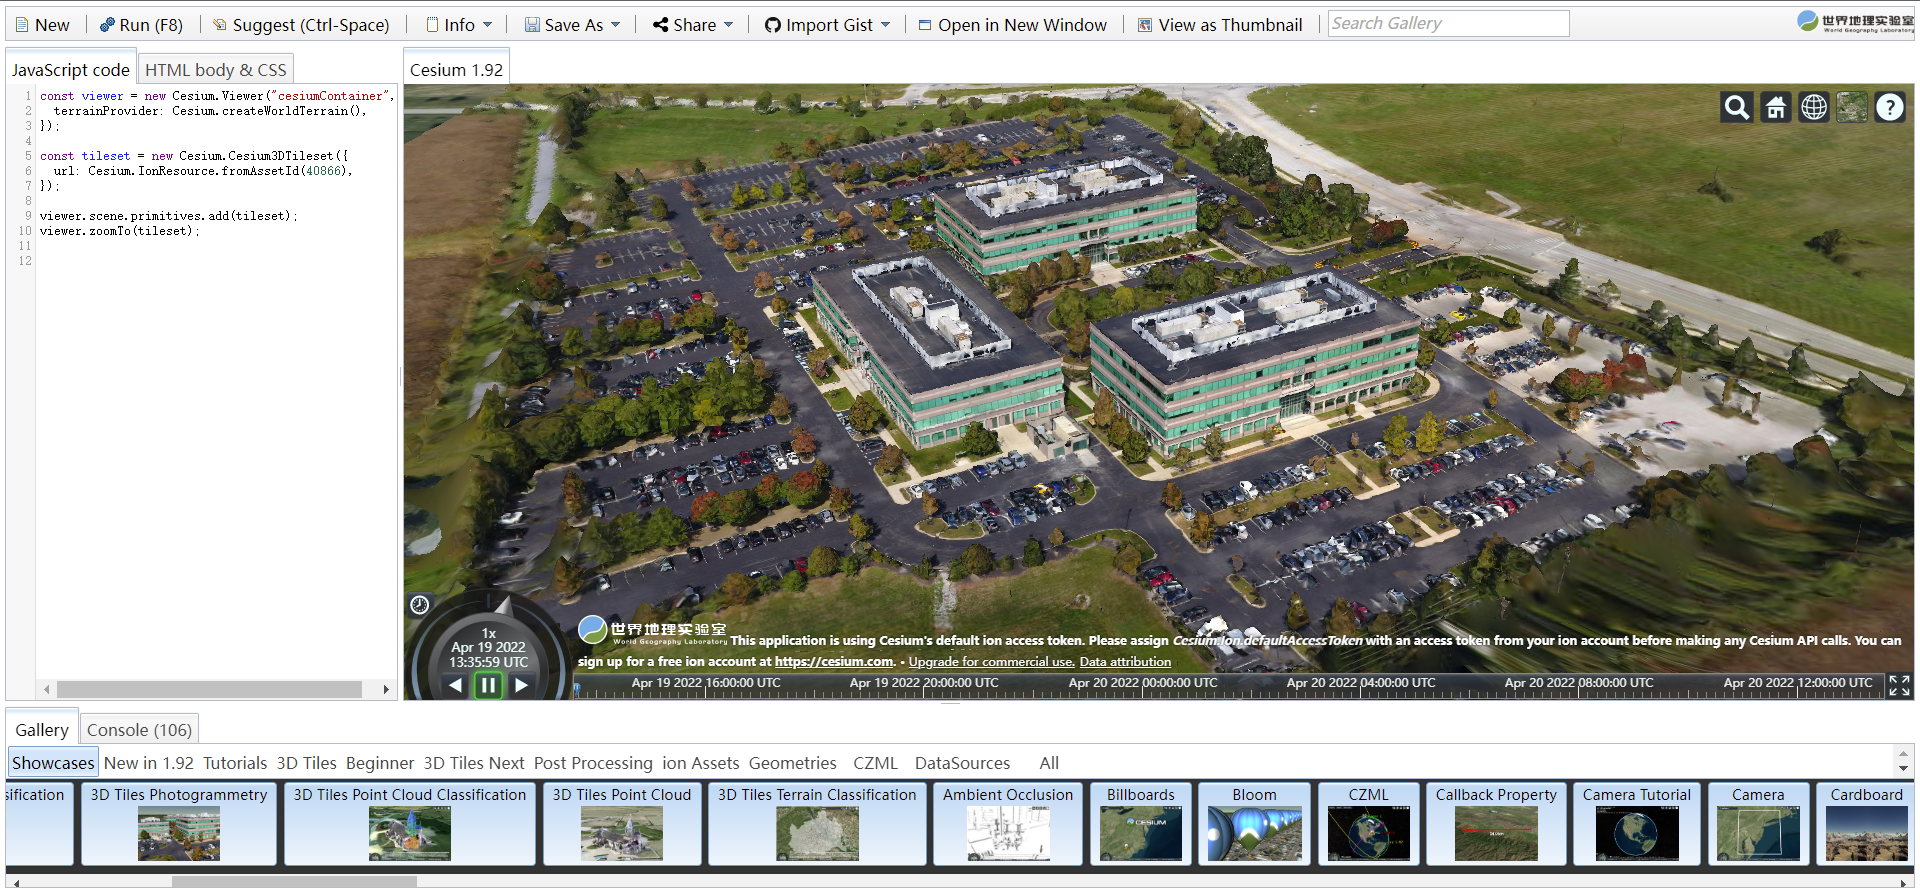 New Run (F8) Suggest (Ctrl-Space) Info Save As Share Import Gist Open in New Window View as Thumbnail Search Gallery 世界地理实验室
World Geography Laboratory
JavaScript code HTML body & CSS Cesium 1.92
1 const viewer = new Cesium.Viewer("cesiumContainer",
2 terrainProvider: Cesium.createWorldTerrain(),
3 });
4
5 const tileset = new Cesium.Cesium3DTileset({
6 url: Cesium.IonResource.fromAssetId(40866),
7 });
8
9 viewer.scene.primitives.add(tileset);
10 viewer.zoomTo(tileset);
11
12
1x
Apr 19 2022
13:35:59 UTC
世界地理实验室
World Geography Laboratory
This application is using Cesium's default ion access token. Please assign Cesium.Ion.defaultAccessToken with an access token from your ion account before making any Cesium API calls. You can
sign up for a free ion account at https://cesium.com. • Upgrade for commercial use. Data attribution
Apr 19 2022 16:00:00 UTC Apr 19 2022 20:00:00 UTC Apr 20 2022 00:00:00 UTC Apr 20 2022 04:00:00 UTC Apr 20 2022 08:00:00 UTC Apr 20 2022 12:00:00 UTC
Gallery Console (106)
Showcases New in 1.92 Tutorials 3D Tiles Beginner 3D Tiles Next Post Processing ion Assets Geometries CZML DataSources All
sification 3D Tiles Photogrammetry 3D Tiles Point Cloud Classification 3D Tiles Point Cloud 3D Tiles Terrain Classification Ambient Occlusion Billboards Bloom CZML Callback Property Camera Tutorial Camera Cardboard
CESIUM